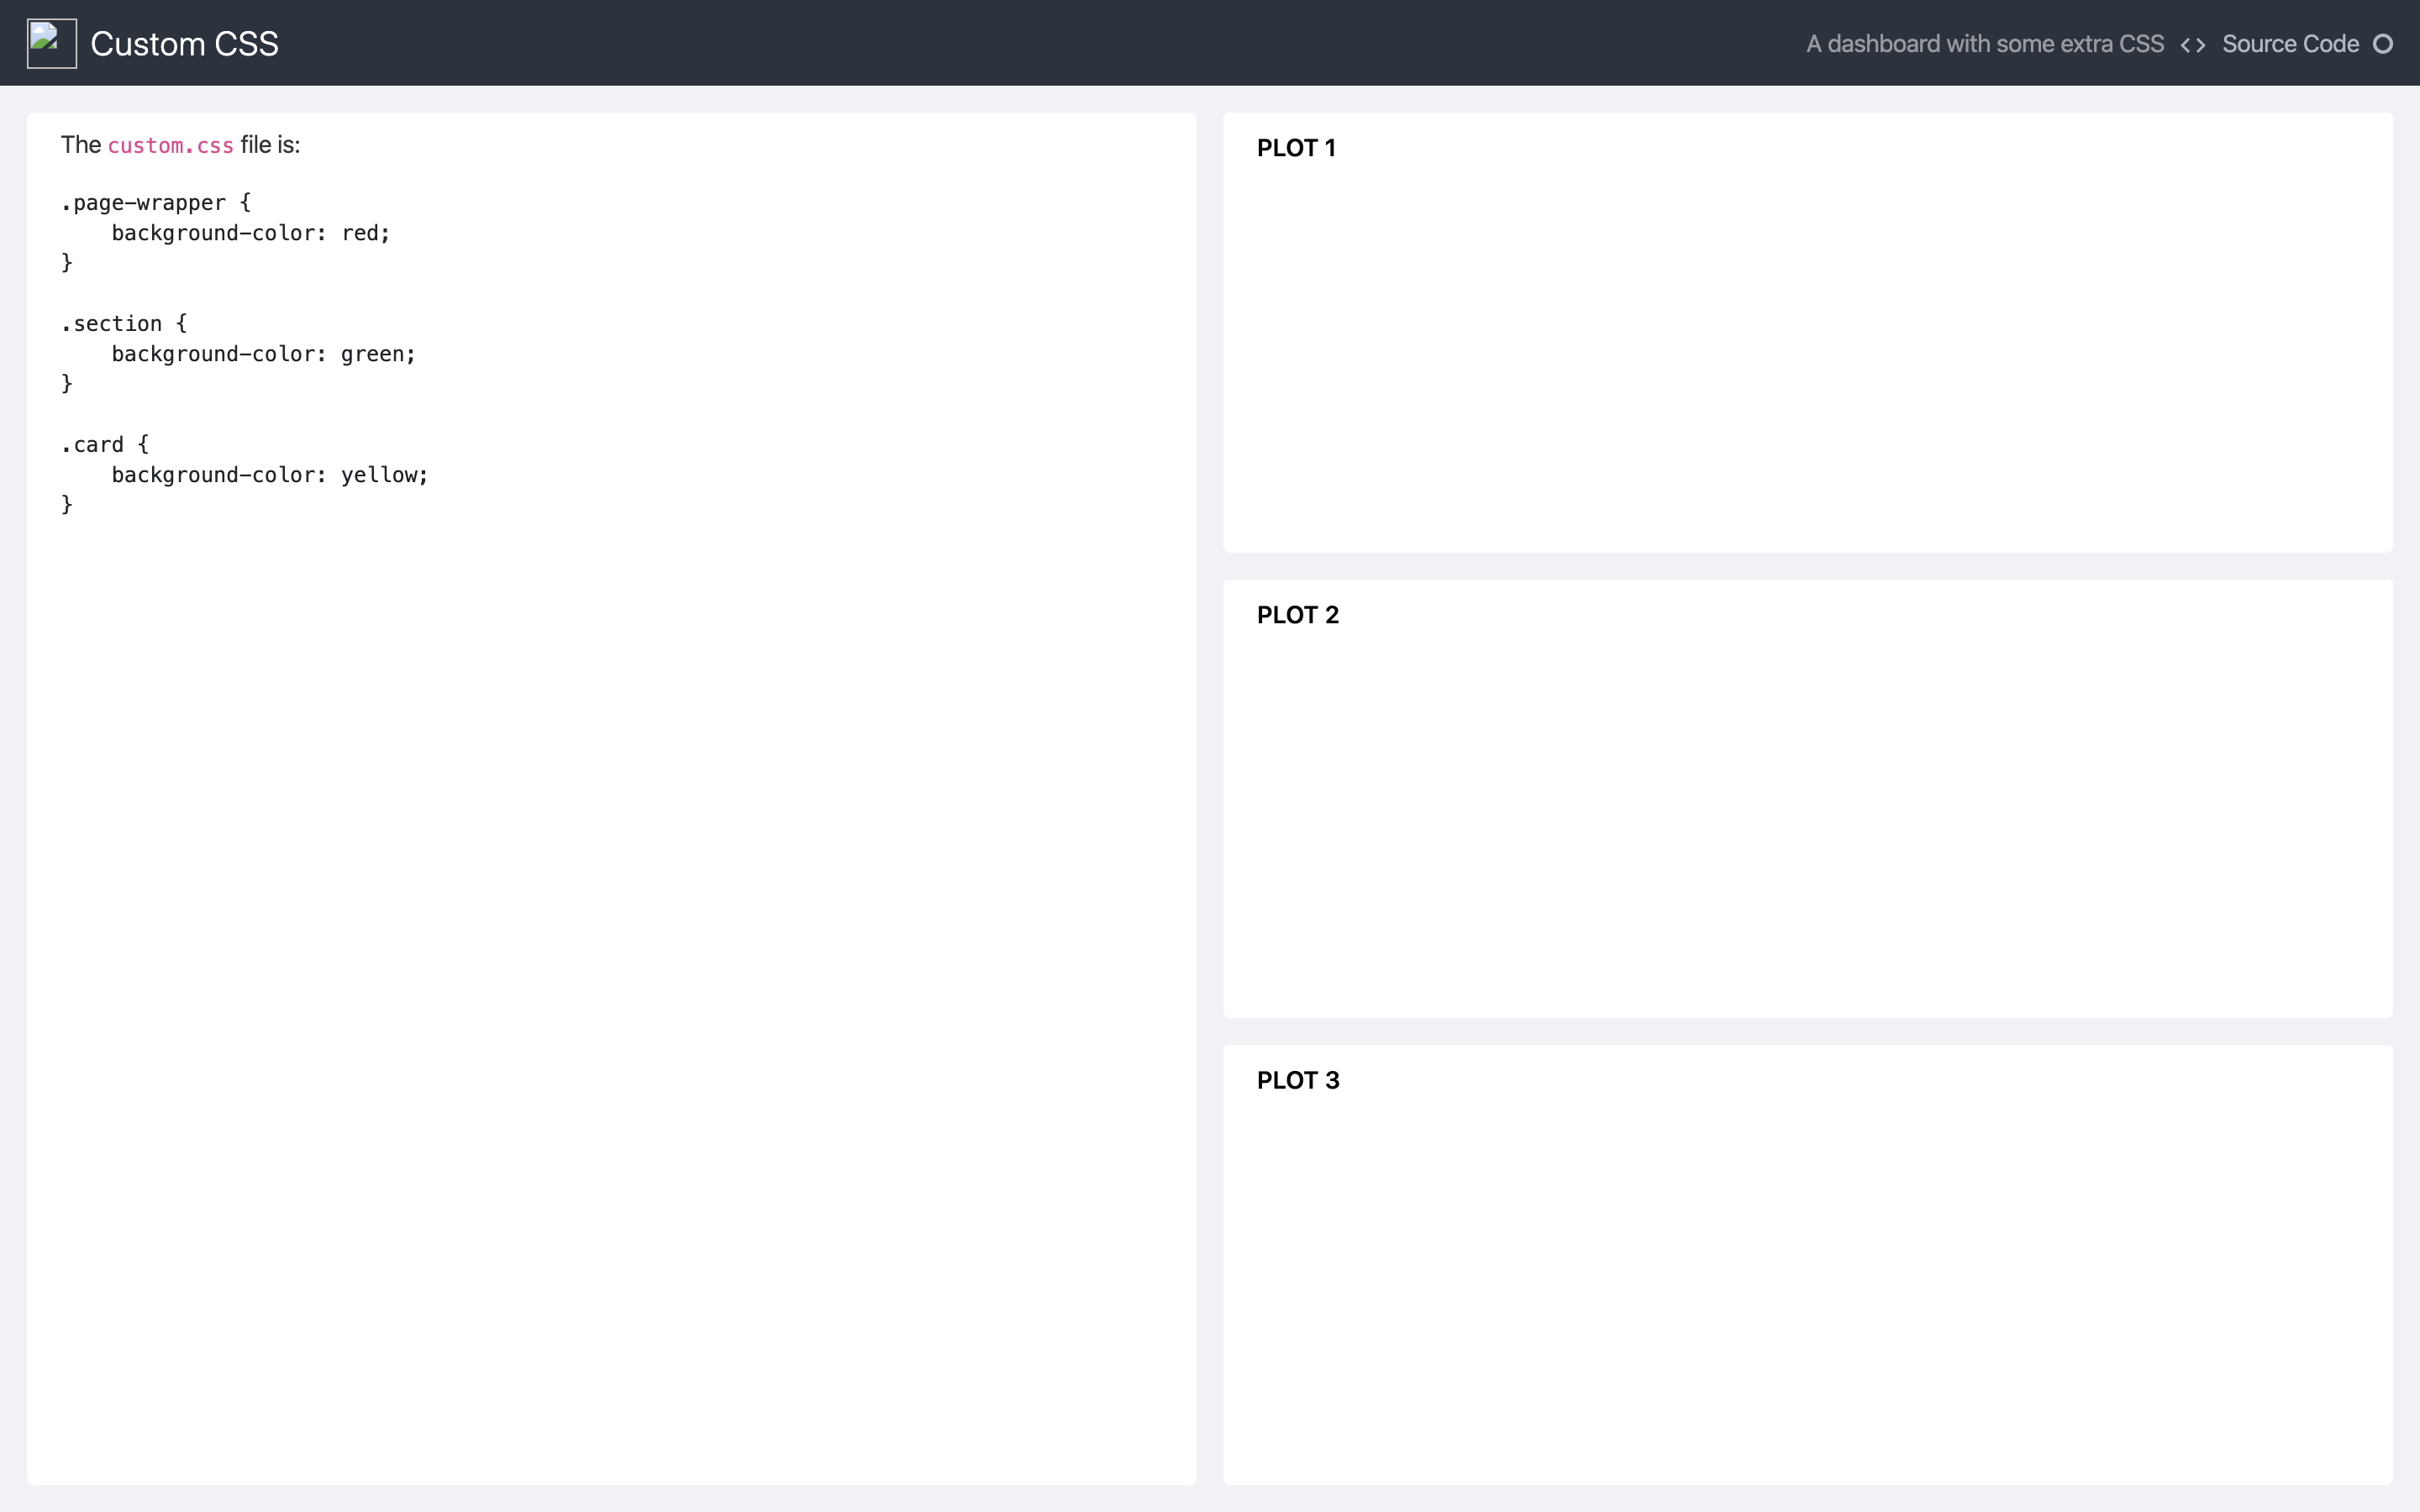 Custom CSS
A dashboard with some extra CSS <> Source Code
The custom.css file is:
.page-wrapper {
    background-color: red;
}
.section {
    background-color: green;
}
.card {
    background-color: yellow;
}
PLOT 1
PLOT 2
PLOT 3